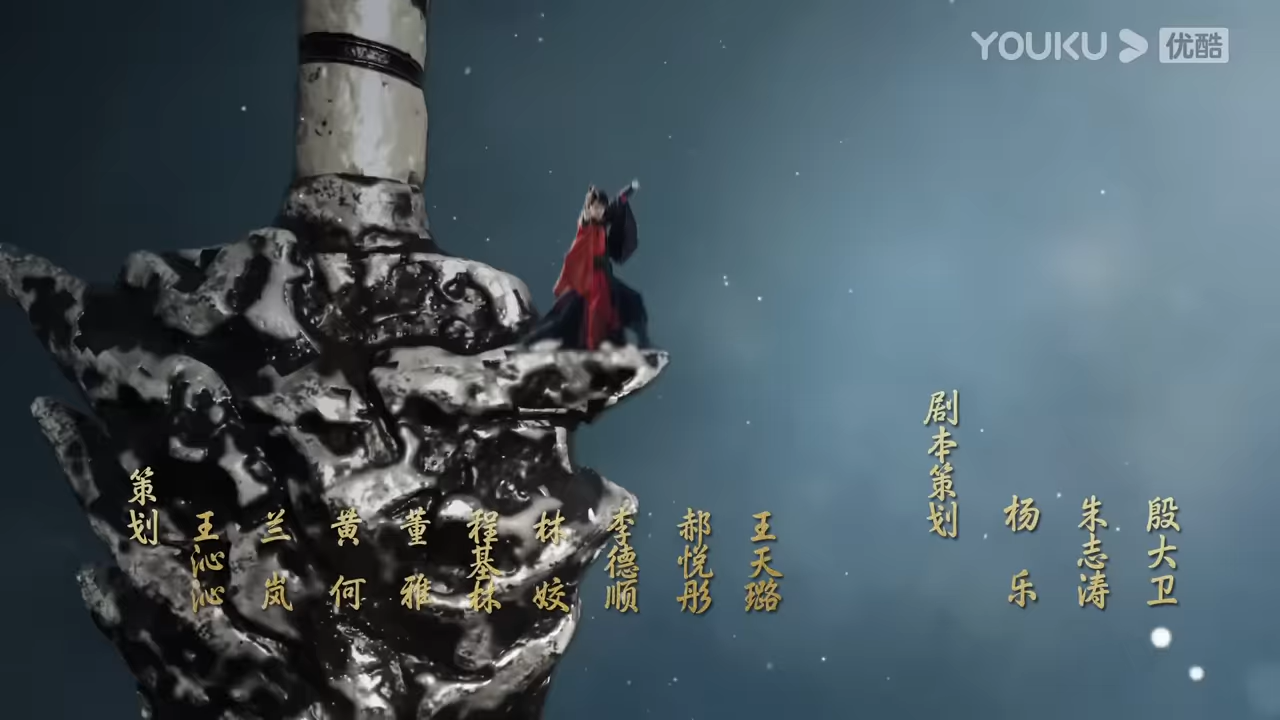 YOUKU 优酷
策划
王沁沁
兰岚
黄何
董雅
程基林
林姣
李德顺
郝悦彤
王天璐
剧本策划
杨乐
朱志涛
殷大卫